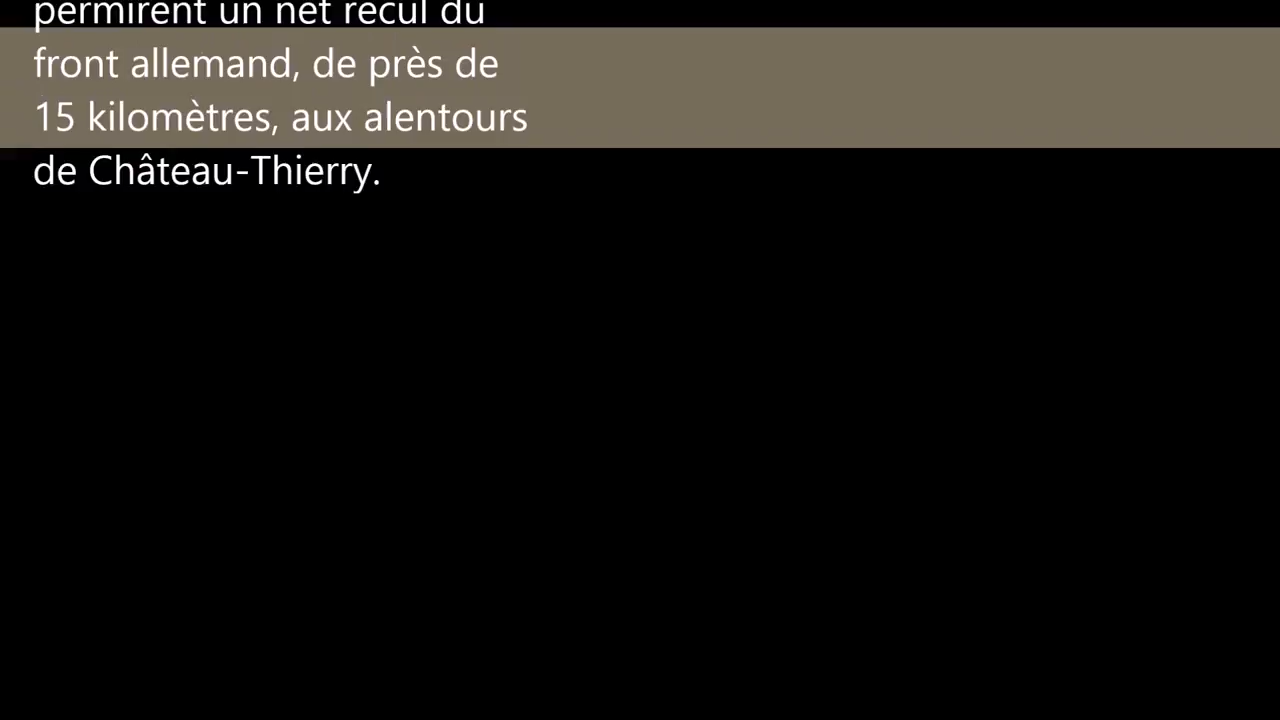 permirent un net recul du
front allemand, de près de
15 kilomètres, aux alentours
de Château-Thierry.